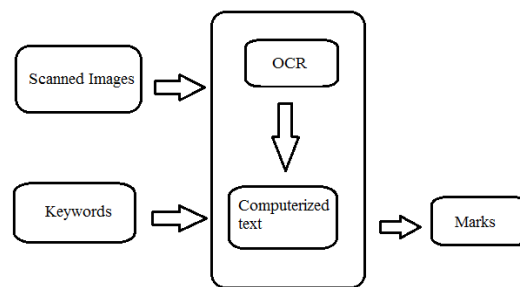 OCR
Scanned Images
Keywords
Computerized
text
Marks